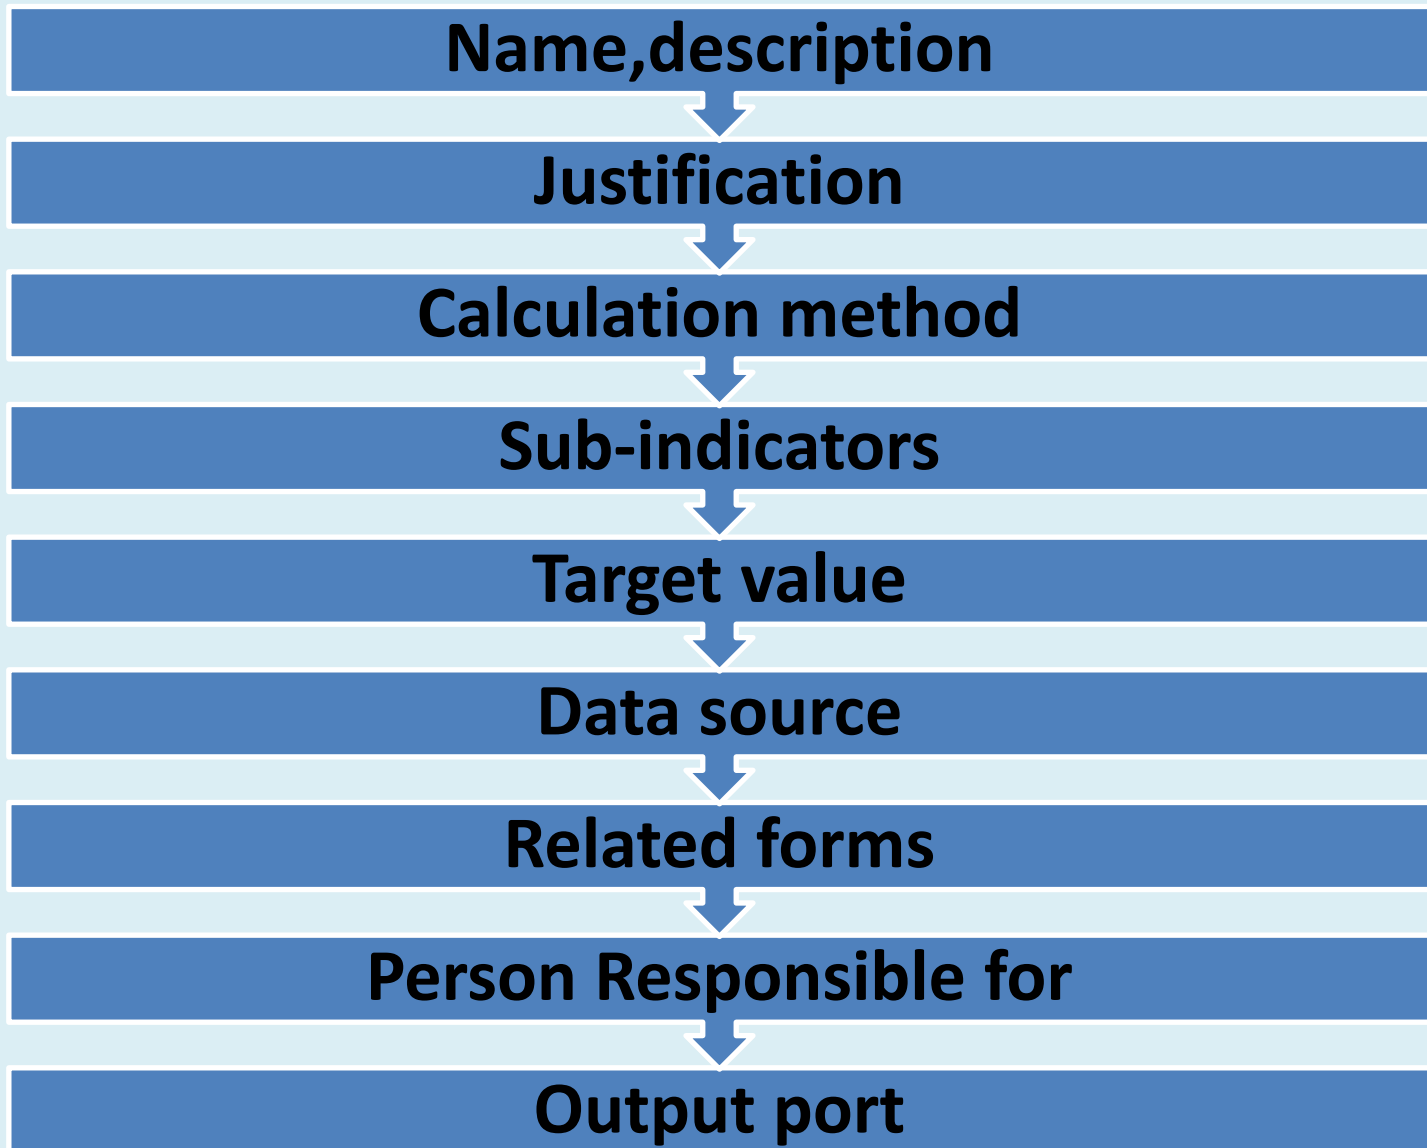 Name,description
Justification
Calculation method
Sub-indicators
Target value
Data source
Related forms
Person Responsible for
Output port